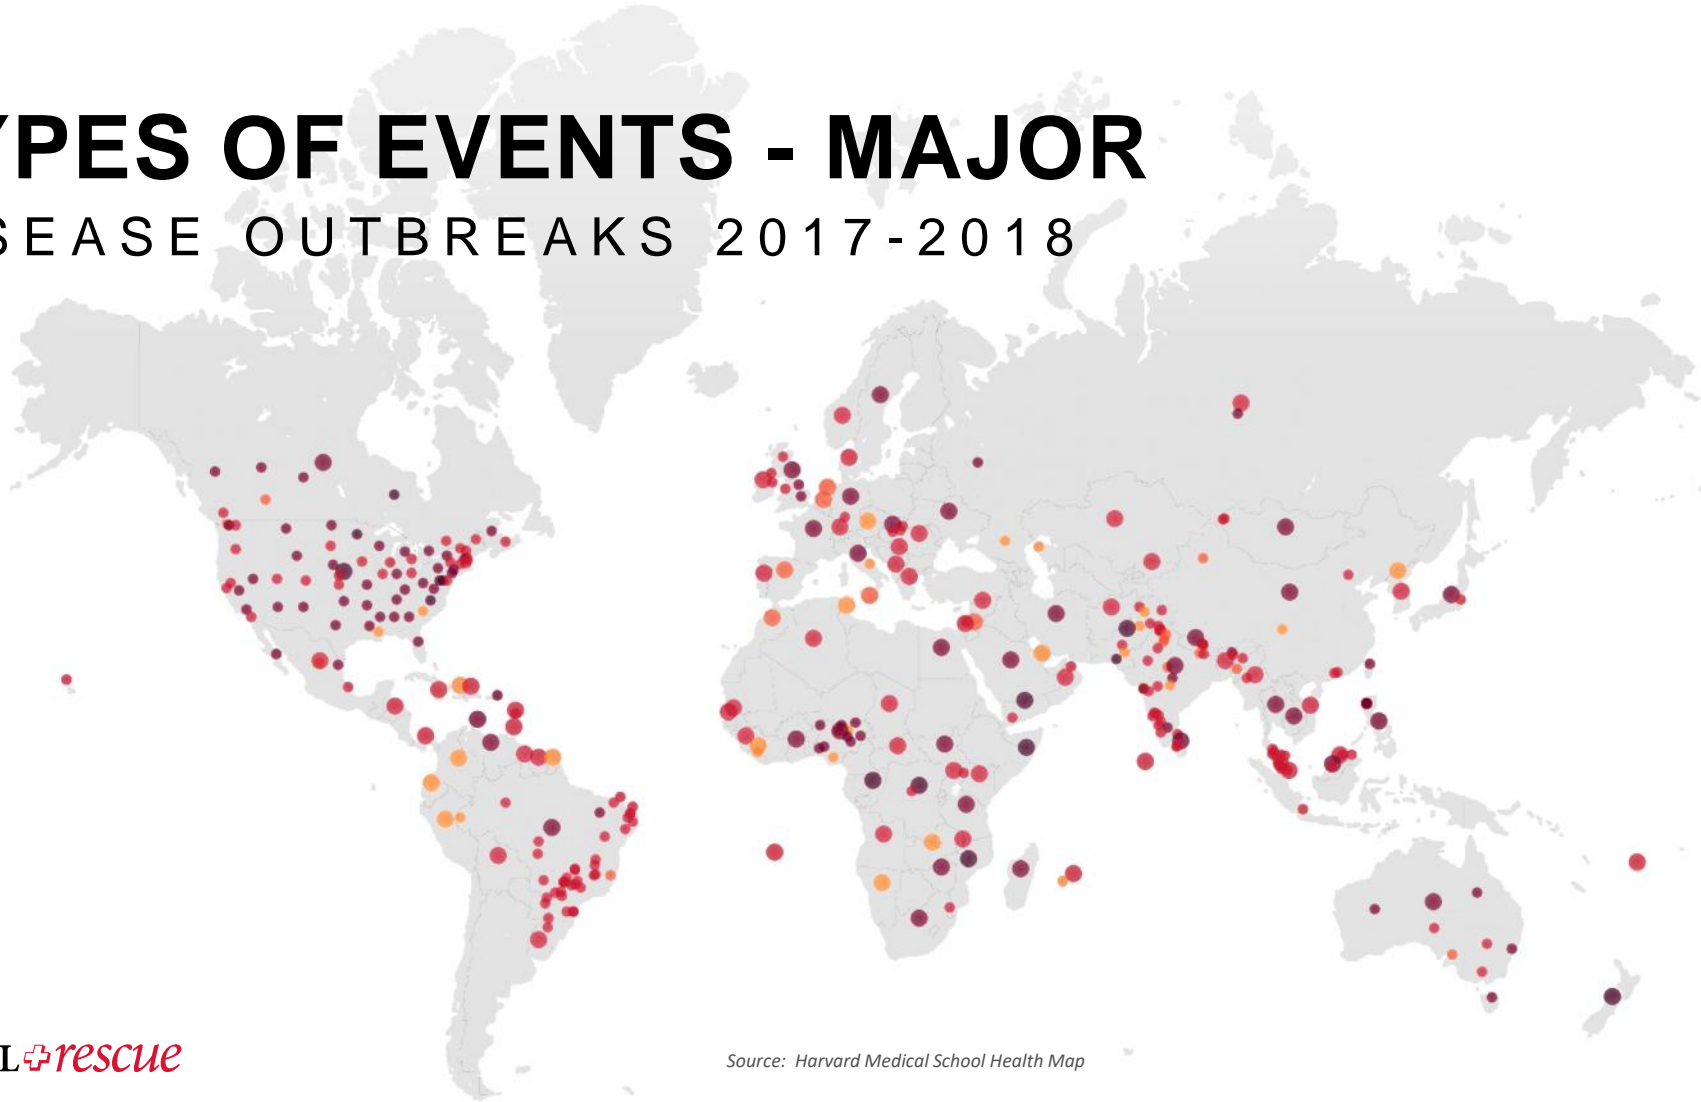 YPES OF EVENTS - MAJOR
SEASE OUTBREAKS 2017-2018
L rescue
Source: Harvard Medical School Health Map